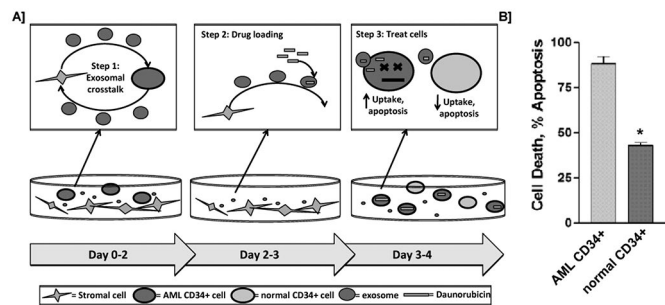 A]
Step 1:
Exosomal
crosstalk
Step 2: Drug loading
Step 3: Treat cells
↑ Uptake,
apoptosis
↓ Uptake,
apoptosis
Day 0-2
Day 2-3
Day 3-4
=Stromal cell
=AML CD34+ cell
=normal CD34+ cell
=exosome
=Daunorubicin
B]
Cell Death, % Apoptosis
100
75
50
25
0
*
AML CD34+
normal CD34+